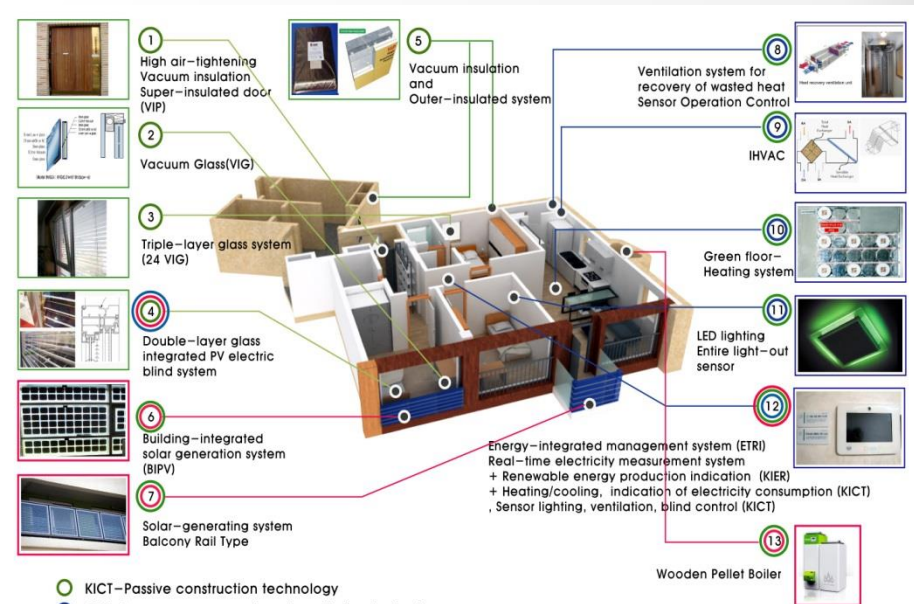 1
High air-tightening
Vacuum insulation
Super-insulated door
(VIP)
2
Vacuum Glass(VIG)
3
Triple-layer glass system
(24 VIG)
4
Double-layer glass
integrated PV electric
blind system
5
Vacuum insulation
and
Outer-insulated system
6
Building-integrated
solar generation system
(BIPV)
7
Solar-generating system
Balcony Rail Type
8
Ventilation system for
recovery of wasted heat
Sensor Operation Control
Heat recovery ventilation unit
9
IHVAC
10
Green floor-
Heating system
11
LED lighting
Entire light-out
sensor
12
Energy-integrated management system (ETRI)
Real-time electricity measurement system
+ Renewable energy production indication (KIER)
+ Heating/cooling, indication of electricity consumption (KICT)
, Sensor lighting, ventilation, blind control (KICT)
13
Wooden Pellet Boiler
KICT-Passive construction technology